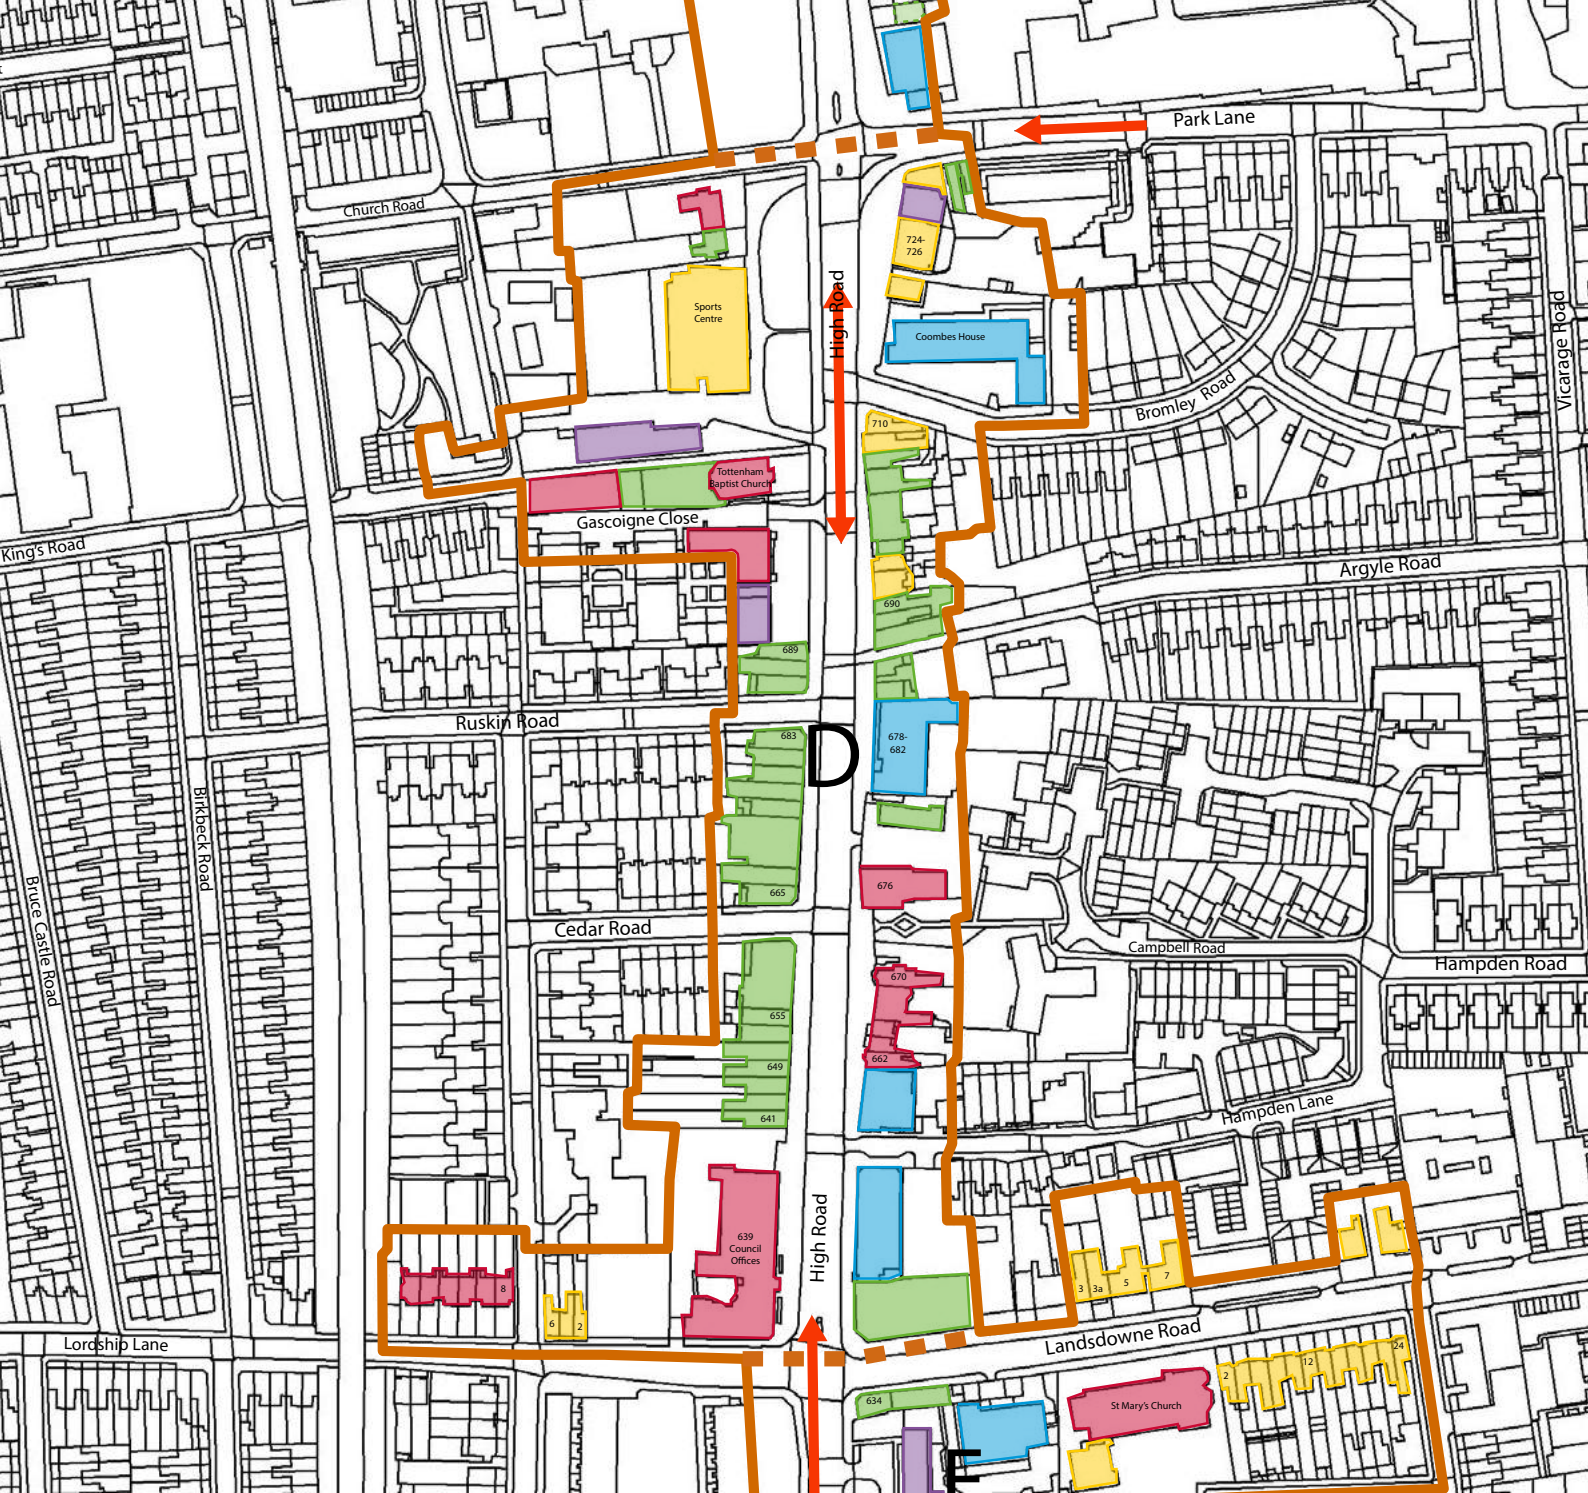 Park Lane
Church Road
724-
726
High Road
Sports
Centre
Coombes House
Vicarage Road
Bromley Road
710
Tottenham
Baptist Church
Gascoigne Close
King's Road
Argyle Road
690
689
Ruskin Road
683
D
678-
682
Birkbeck Road
Bruce Castle Road
665
676
Cedar Road
Campbell Road
Hampden Road
670
655
662
649
641
Hampden Lane
High Road
639
Council
Offices
8
6
2
3
3a
5
7
Lordship Lane
Landsdowne Road
24
12
2
634
St Mary's Church
E